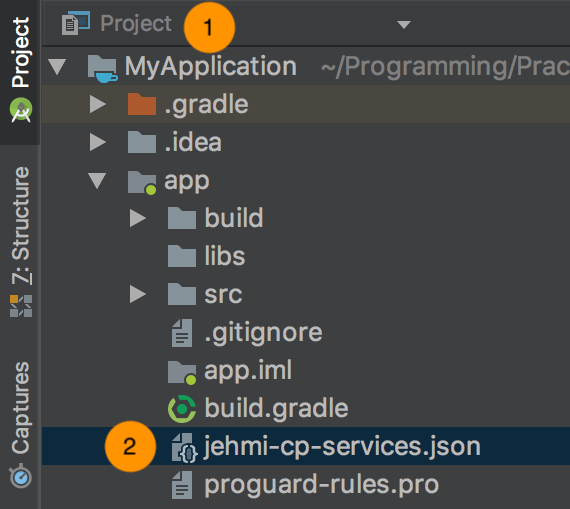 Project
1
MyApplication ~/Programming/Prac
.gradle
.idea
app
build
libs
src
.gitignore
app.iml
build.gradle
2
jehmi-cp-services.json
proguard-rules.pro
Project
7: Structure
Captures